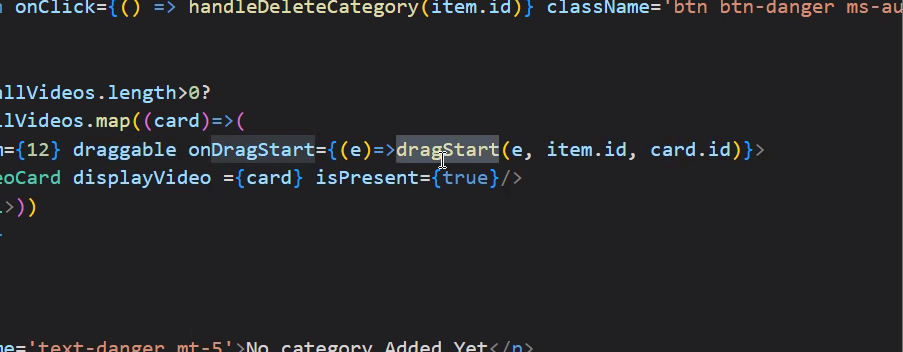 onClick={() => handleDeleteCategory(item.id)} className='btn btn-danger ms-au
allVideos.length>0?
llVideos.map((card)=>(
={12} draggable onDragStart={(e)=>dragStart(e, item.id, card.id)}>
eoCard displayVideo ={card} isPresent={true}/>
>))
me='text-danger mt-5'>No category Added Yet</p>